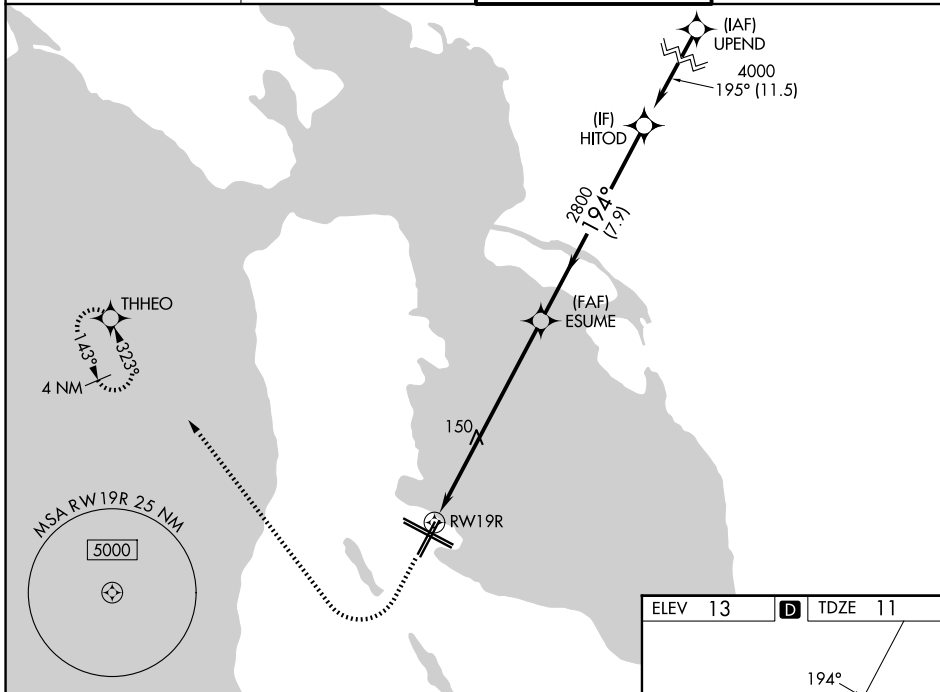 (IAF)
UPEND
4000
195° (11.5)
(IF)
HITOD
2800
194°
(7.9)
(FAF)
ESUME
THHEO
143°
323°
4 NM
150
RW19R
MSA RW19R 25 NM
5000
ELEV 13 D TDZE 11
194°